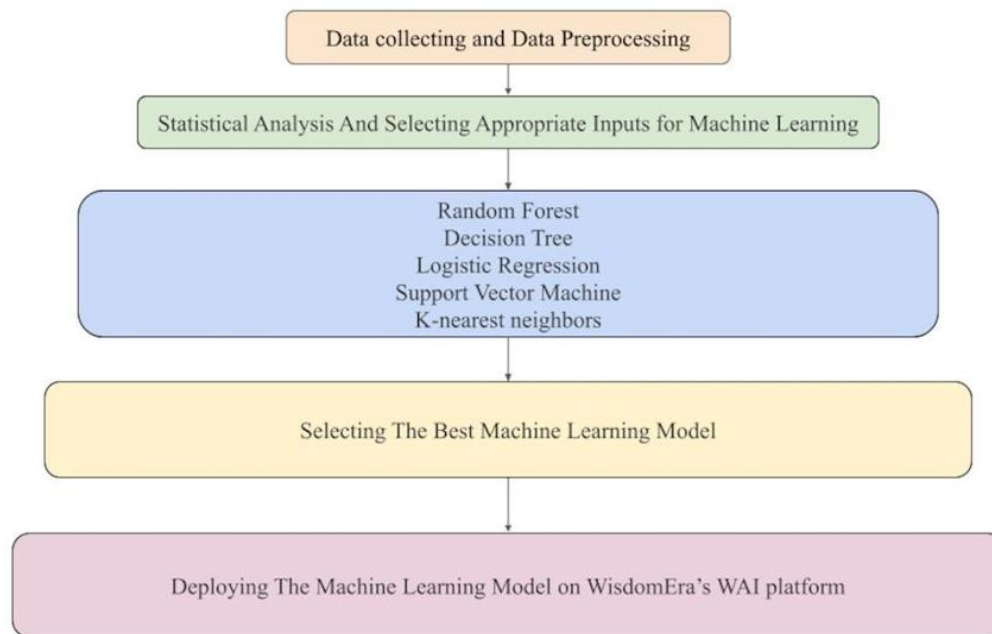 Data collecting and Data Preprocessing
Statistical Analysis And Selecting Appropriate Inputs for Machine Learning
Random Forest
Decision Tree
Logistic Regression
Support Vector Machine
K-nearest neighbors
Selecting The Best Machine Learning Model
Deploying The Machine Learning Model on WisdomEra’s WAI platform